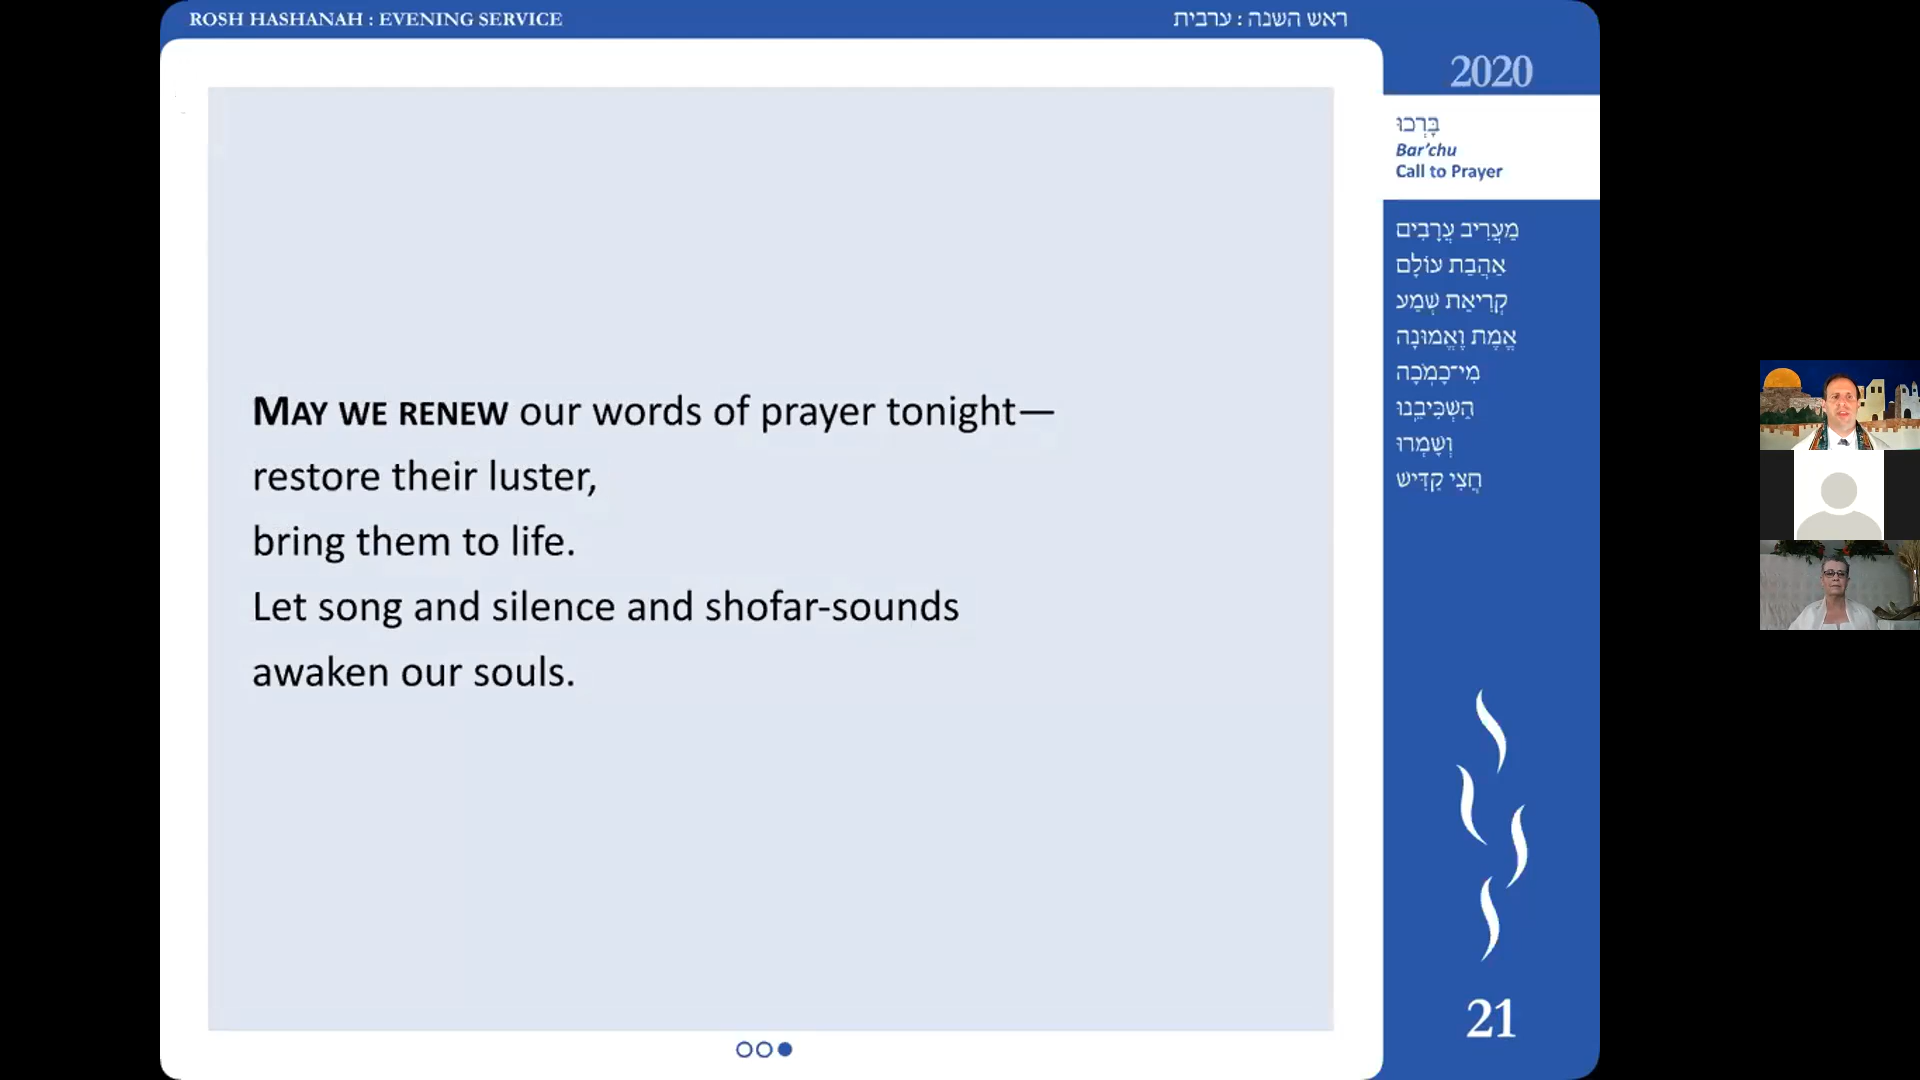 ROSH HASHANAH : EVENING SERVICE
ראש השנה : ערבית
MAY WE RENEW our words of prayer tonight—
restore their luster,
bring them to life.
Let song and silence and shofar-sounds
awaken our souls.
2020
בָּרְכוּ
Bar’chu
Call to Prayer
מַעֲרִיב עֲרָבִים
אַהֲבַת עוֹלָם
קְרִיאַת שְׁמַע
אֱמֶת וֶאֱמוּנָה
מִי־כָמֹכָה
הַשְׁכִּיבֵנוּ
וְשָׁמְרוּ
חֲצִי קַדִּישׁ
21